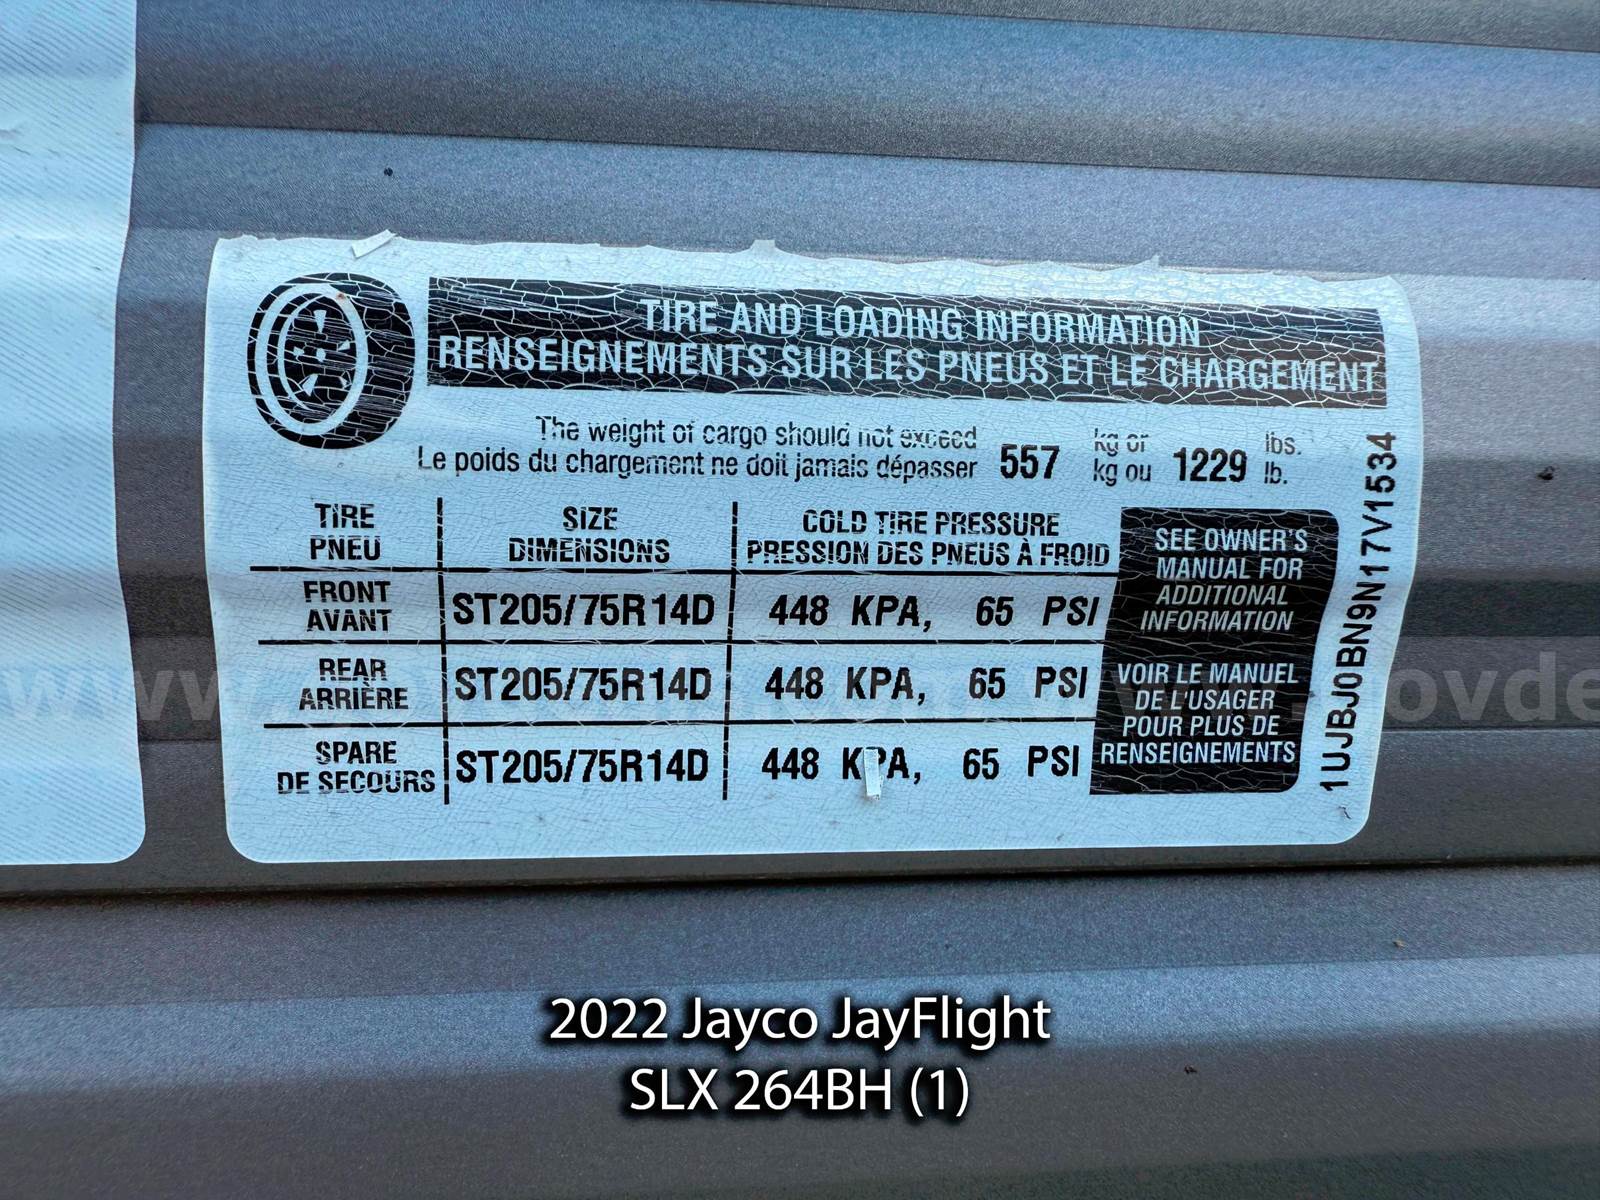 TIRE AND LOADING INFORMATION
RENSEIGNEMENTS SUR LES PNEUS ET LE CHARGEMENT
The weight of cargo should not exceed 557 kg or 1229 lbs.
Le poids du chargement ne doit jamais dépasser kg ou lb.
TIRE SIZE COLD TIRE PRESSURE
PNEU DIMENSIONS PRESSION DES PNEUS À FROID
FRONT
AVANT
ST205/75R14D 448 KPA, 65 PSI
REAR
ARRIÈRE
ST205/75R14D 448 KPA, 65 PSI
SPARE
DE SECOURS
ST205/75R14D 448 KPA, 65 PSI
SEE OWNER'S
MANUAL FOR
ADDITIONAL
INFORMATION
VOIR LE MANUEL
DE L'USAGER
POUR PLUS DE
RENSEIGNEMENTS
1UJBJ0BN9N17V1534
2022 Jayco JayFlight
SLX 264BH (1)